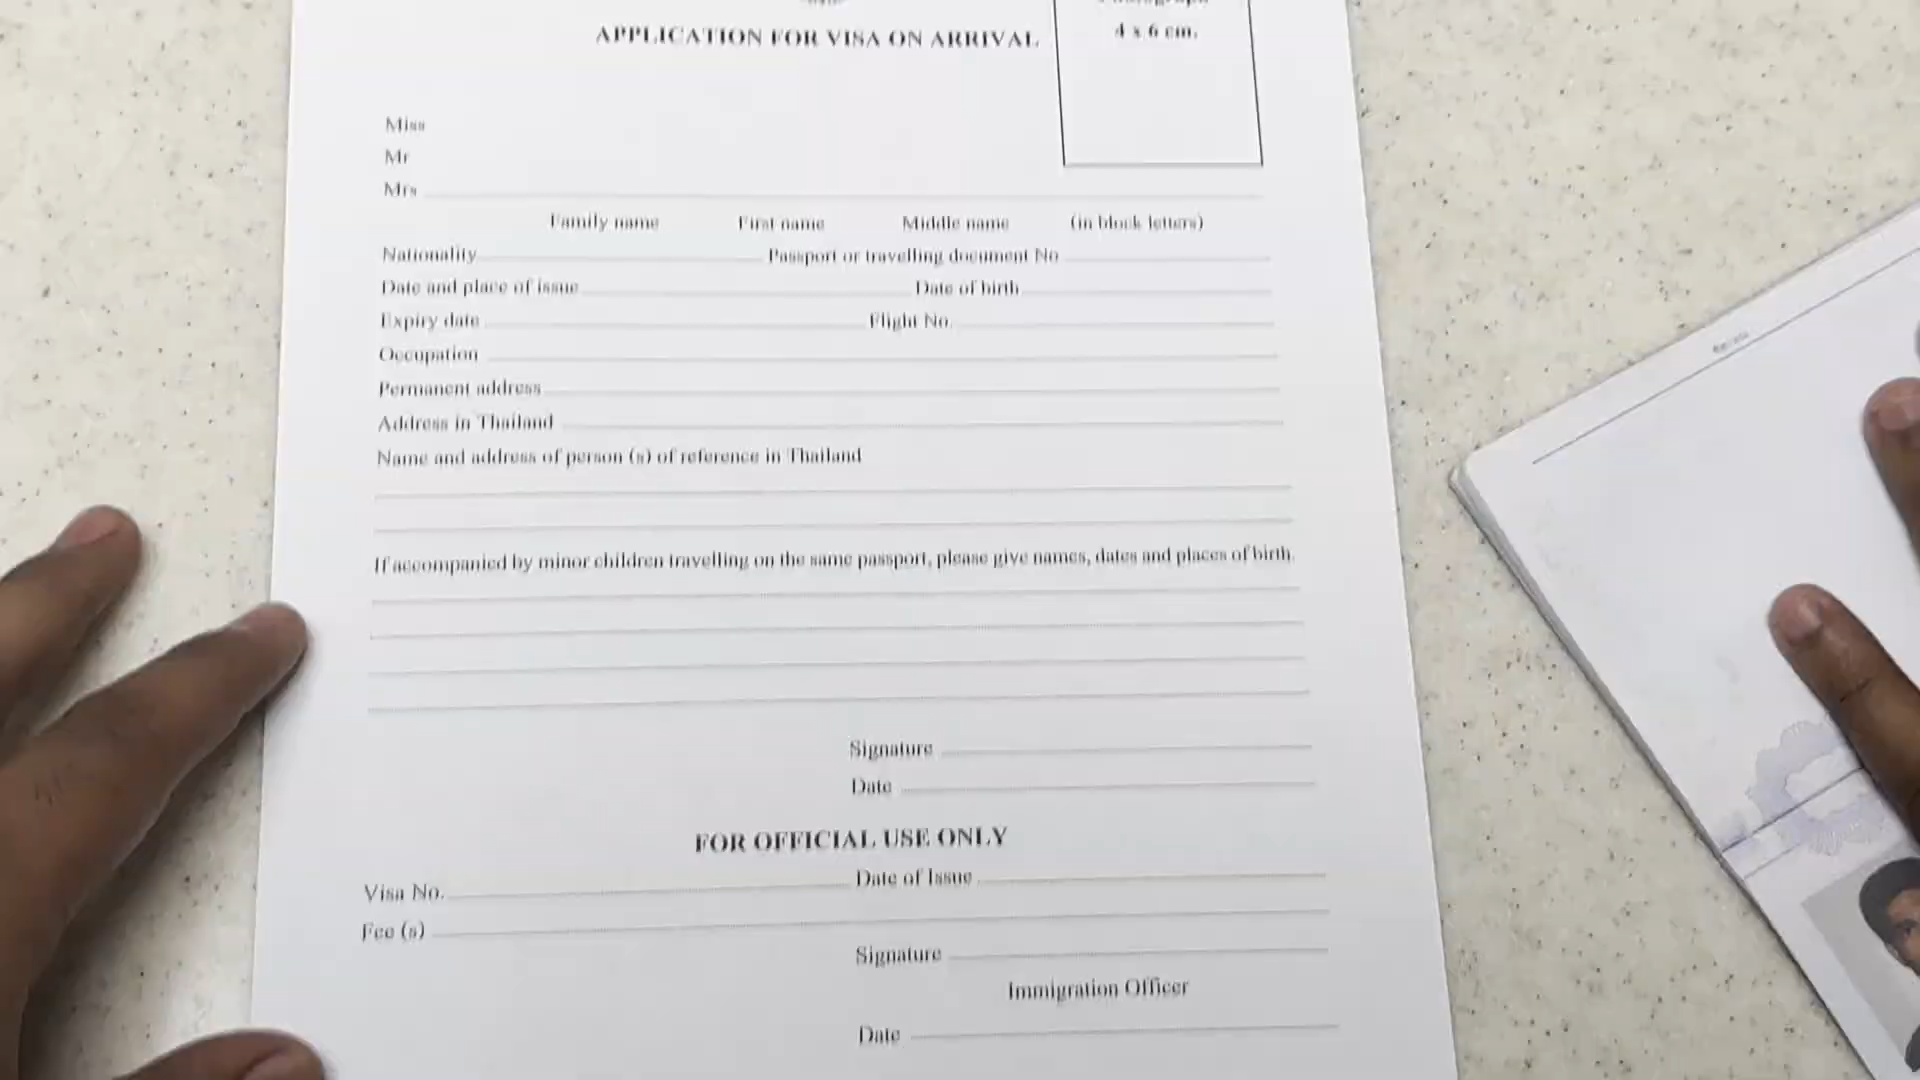 APPLICATION FOR VISA ON ARRIVAL
4 x 6 cm.
Miss
Mr
Mrs
Family name First name Middle name (in block letters)
Nationality Passport or travelling document No
Date and place of issue Date of birth
Expiry date Flight No.
Occupation
Permanent address
Address in Thailand
Name and address of person (s) of reference in Thailand
If accompanied by minor children travelling on the same passport, please give names, dates and places of birth.
Signature
Date
FOR OFFICIAL USE ONLY
Visa No. Date of Issue
Fee (s)
Signature
Immigration Officer
Date